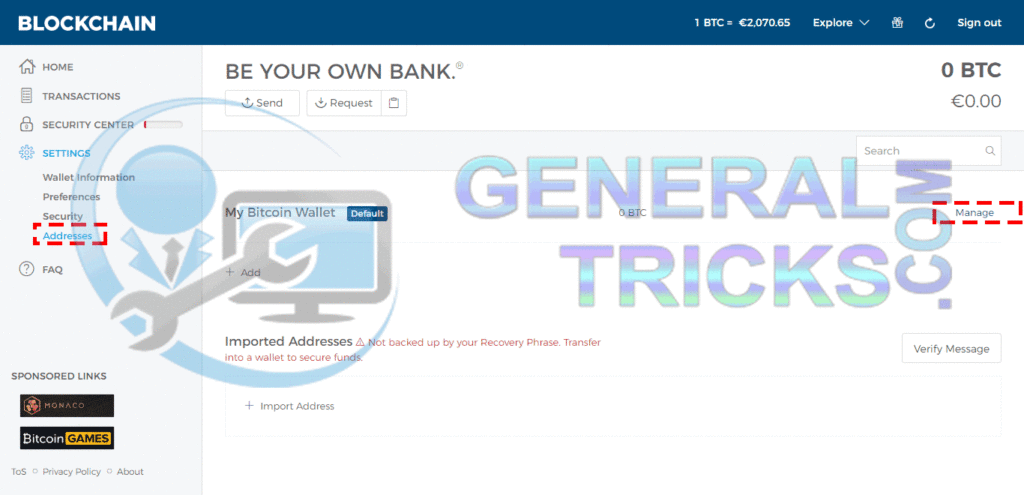 BLOCKCHAIN
1 BTC = €2,070.65 Explore Sign out
HOME
TRANSACTIONS
SECURITY CENTER
SETTINGS
Wallet Information
Preferences
Security
Addresses
FAQ
SPONSORED LINKS
MONACO
Bitcoin GAMES
ToS Privacy Policy About
BE YOUR OWN BANK.®
0 BTC
€0.00
Send Request
Search
My Bitcoin Wallet Default 0 BTC Manage
+ Add
Imported Addresses Not backed up by your Recovery Phrase. Transfer
into a wallet to secure funds.
Verify Message
+ Import Address
GENERAL
TRICKS
.COM